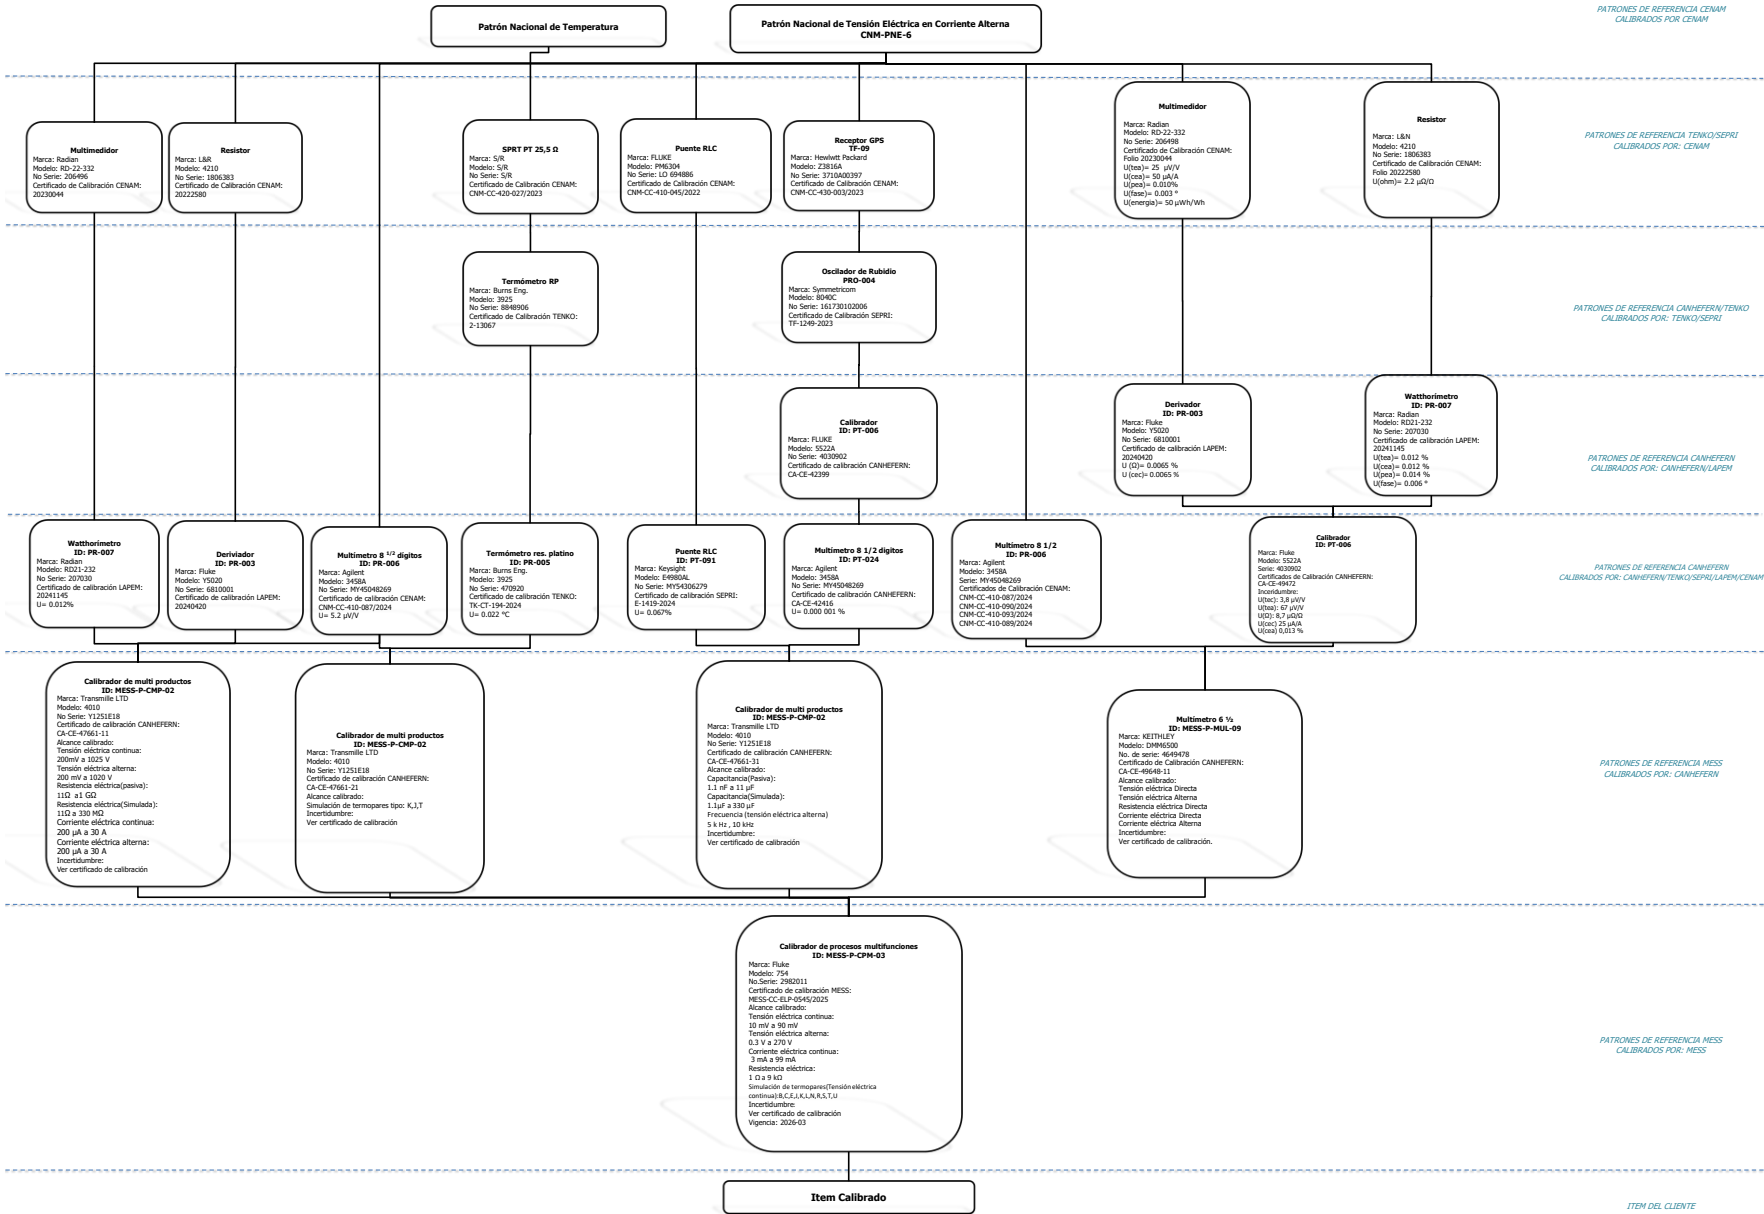 Patrón Nacional de Temperatura
Patrón Nacional de Tensión Eléctrica en Corriente Alterna
CNM-PNE-6
PATRONES DE REFERENCIA CENAM
CALIBRADOS POR CENAM
Multimedidor
Marca: Radian
Modelo: RD-22-332
No Serie: 206496
Certificado de Calibración CENAM:
20230044
Resistor
Marca: L&R
Modelo: 4210
No Serie: 1806383
Certificado de Calibración CENAM:
20222580
SPRT PT 25,5 Ω
Marca: S/R
Modelo: S/R
No Serie: S/R
Certificado de Calibración CENAM:
CNM-CC-420-027/2023
Puente RLC
Marca: FLUKE
Modelo: PM6304
No Serie: LO 694886
Certificado de Calibración CENAM:
CNM-CC-410-045/2022
Receptor GPS
TF-09
Marca: Hewlwtt Packard
Modelo: Z3816A
No Serie: 3710A00397
Certificado de Calibración CENAM:
CNM-CC-430-003/2023
Multimedidor
Marca: Radian
Modelo: RD-22-332
No Serie: 206498
Certificado de Calibración CENAM:
Folio 20230044
U(tea)= 25 µV/V
U(cea)= 50 µA/A
U(pea)= 0.010%
U(fase)= 0.003 °
U(energia)= 50 µWh/Wh
Resistor
Marca: L&N
Modelo: 4210
No Serie: 1806383
Certificado de Calibración CENAM:
Folio 20222580
U(ohm)= 2.2 µΩ/Ω
PATRONES DE REFERENCIA TENKO/SEPRI
CALIBRADOS POR: CENAM
Termómetro RP
Marca: Burns Eng.
Modelo: 3925
No Serie: 8848906
Certificado de Calibración TENKO:
2-13067
Oscilador de Rubidio
PRO-004
Marca: Symmetricom
Modelo: 8040C
No Serie: 161730102006
Certificado de Calibración SEPRI:
TF-1249-2023
PATRONES DE REFERENCIA CANHEFERN/TENKO
CALIBRADOS POR: TENKO/SEPRI
Calibrador
ID: PT-006
Marca: FLUKE
Modelo: 5522A
No Serie: 4030902
Certificado de calibración CANHEFERN:
CA-CE-42399
Derivador
ID: PR-003
Marca: Fluke
Modelo: Y5020
No Serie: 6810001
Certificado de calibración LAPEM:
20240420
U (Ω)= 0.0065 %
U (cec)= 0.0065 %
Watthorímetro
ID: PR-007
Marca: Radian
Modelo: RD21-232
No Serie: 207030
Certificado de calibración LAPEM:
20241145
U(tea)= 0.012 %
U(cea)= 0.012 %
U(pea)= 0.014 %
U(fase)= 0.006 °
PATRONES DE REFERENCIA CANHEFERN
CALIBRADOS POR: CANHEFERN/LAPEM
Watthorímetro
ID: PR-007
Marca: Radian
Modelo: RD21-232
No Serie: 207030
Certificado de calibración LAPEM:
20241145
U= 0.012%
Deriviador
ID: PR-003
Marca: Fluke
Modelo: Y5020
No Serie: 6810001
Certificado de calibración LAPEM:
20240420
Multímetro 8 1/2 dígitos
ID: PR-006
Marca: Agilent
Modelo: 3458A
No Serie: MY45048269
Certificado de calibración CENAM:
CNM-CC-410-087/2024
U= 5.2 µV/V
Termómetro res. platino
ID: PR-005
Marca: Burns Eng.
Modelo: 3925
No Serie: 470920
Certificado de calibración TENKO:
TK-CT-194-2024
U= 0.022 °C
Puente RLC
ID: PT-091
Marca: Keysight
Modelo: E4980AL
No Serie: MY54306279
Certificado de calibración SEPRI:
E-1419-2024
U= 0.067%
Multímetro 8 1/2 digitos
ID: PT-024
Marca: Agilent
Modelo: 3458A
No Serie: MY45048269
Certificado de calibración CANHEFERN:
CA-CE-42416
U= 0.000 001 %
Multímetro 8 1/2
ID: PR-006
Marca: Agilent
Modelo: 3458A
Serie: MY45048269
Certificados de Calibración CENAM:
CNM-CC-410-087/2024
CNM-CC-410-090/2024
CNM-CC-410-093/2024
CNM-CC-410-089/2024
Calibrador
ID: PT-006
Marca: Fluke
Modelo: 5522A
Serie: 4030902
Certificados de Calibración CANHEFERN:
CA-CE-49472
Inceridumbre:
U(tec): 3,8 µV/V
U(tea): 67 µV/V
U(Ω): 8,7 µΩ/Ω
U(cec) 25 µA/A
U(cea) 0,013 %
PATRONES DE REFERENCIA CANHEFERN
CALIBRADOS POR: CANHEFERN/TENKO/SEPRI/LAPEM/CENAM
Calibrador de multi productos
ID: MESS-P-CMP-02
Marca: Transmille LTD
Modelo: 4010
No Serie: Y1251E18
Certificado de calibración CANHEFERN:
CA-CE-47661-11
Alcance calibrado:
Tensión eléctrica continua:
200mV a 1025 V
Tensión eléctrica alterna:
200 mV a 1020 V
Resistencia eléctrica(pasiva):
11Ω a1 GΩ
Resistencia eléctrica(Simulada):
11Ω a 330 MΩ
Corriente eléctrica continua:
200 µA a 30 A
Corriente eléctrica alterna:
200 µA a 30 A
Incertidumbre:
Ver certificado de calibración
Calibrador de multi productos
ID: MESS-P-CMP-02
Marca: Transmille LTD
Modelo: 4010
No Serie: Y1251E18
Certificado de calibración CANHEFERN:
CA-CE-47661-21
Alcance calibrado:
Simulación de termopares tipo: K,J,T
Incertidumbre:
Ver certificado de calibración
Calibrador de multi productos
ID: MESS-P-CMP-02
Marca: Transmille LTD
Modelo: 4010
No Serie: Y1251E18
Certificado de calibración CANHEFERN:
CA-CE-47661-31
Alcance calibrado:
Capacitancia(Pasiva):
1.1 nF a 11 µF
Capacitancia(Simulada):
1.1µF a 330 µF
Frecuencia (tensión eléctrica alterna)
5 k Hz , 10 kHz
Incertidumbre:
Ver certificado de calibración
Multímetro 6 ½
ID: MESS-P-MUL-09
Marca: KEITHLEY
Modelo: DMM6500
No. de serie: 4649478
Certificado de Calibración CANHEFERN:
CA-CE-49648-11
Alcance calibrado:
Tensión eléctrica Directa
Tensión eléctrica Alterna
Resistencia eléctrica Directa
Corriente eléctrica Directa
Corriente eléctrica Alterna
Incertidumbre:
Ver certificado de calibración.
PATRONES DE REFERENCIA MESS
CALIBRADOS POR: CANHEFERN
Calibrador de procesos multifunciones
ID: MESS-P-CPM-03
Marca: Fluke
Modelo: 754
No.Serie: 2982011
Certificado de calibración MESS:
MESS-CC-ELP-0545/2025
Alcance calibrado:
Tensión eléctrica continua:
10 mV a 90 mV
Tensión eléctrica alterna:
0.3 V a 270 V
Corriente eléctrica continua:
3 mA a 99 mA
Resistencia eléctrica:
1 Ω a 9 kΩ
Simulación de termopares(Tensión eléctrica
continua):B,C,E,J,K,L,N,R,S,T,U
Incertidumbre:
Ver certificado de calibración
Vigencia: 2026-03
PATRONES DE REFERENCIA MESS
CALIBRADOS POR: MESS
Item Calibrado
ITEM DEL CLIENTE